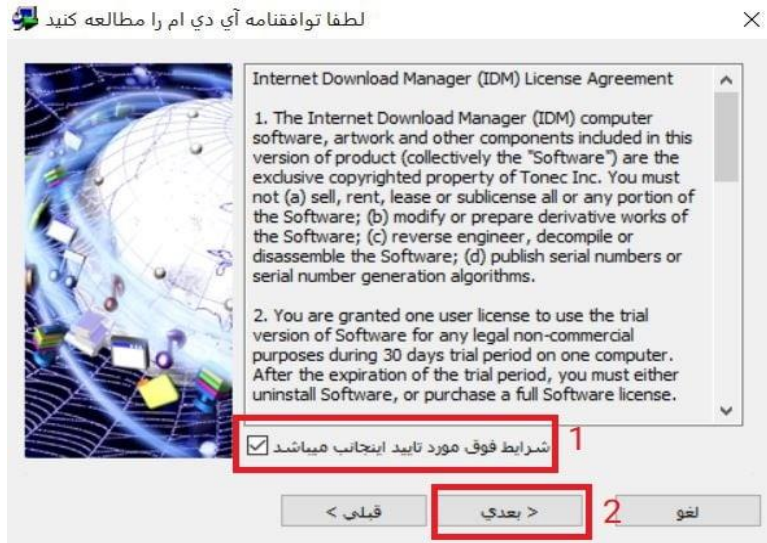 لطفا توافقنامه آي دي ام را مطالعه كنيد
Internet Download Manager (IDM) License Agreement
1. The Internet Download Manager (IDM) computer
software, artwork and other components included in this
version of product (collectively the "Software") are the
exclusive copyrighted property of Tonec Inc. You must
not (a) sell, rent, lease or sublicense all or any portion of
the Software; (b) modify or prepare derivative works of
the Software; (c) reverse engineer, decompile or
disassemble the Software; (d) publish serial numbers or
serial number generation algorithms.
2. You are granted one user license to use the trial
version of Software for any legal non-commercial
purposes during 30 days trial period on one computer.
After the expiration of the trial period, you must either
uninstall Software, or purchase a full Software license.
شرايط فوق مورد تاييد اينجانب ميباشد
1
قبلي >
< بعدي
2
لغو